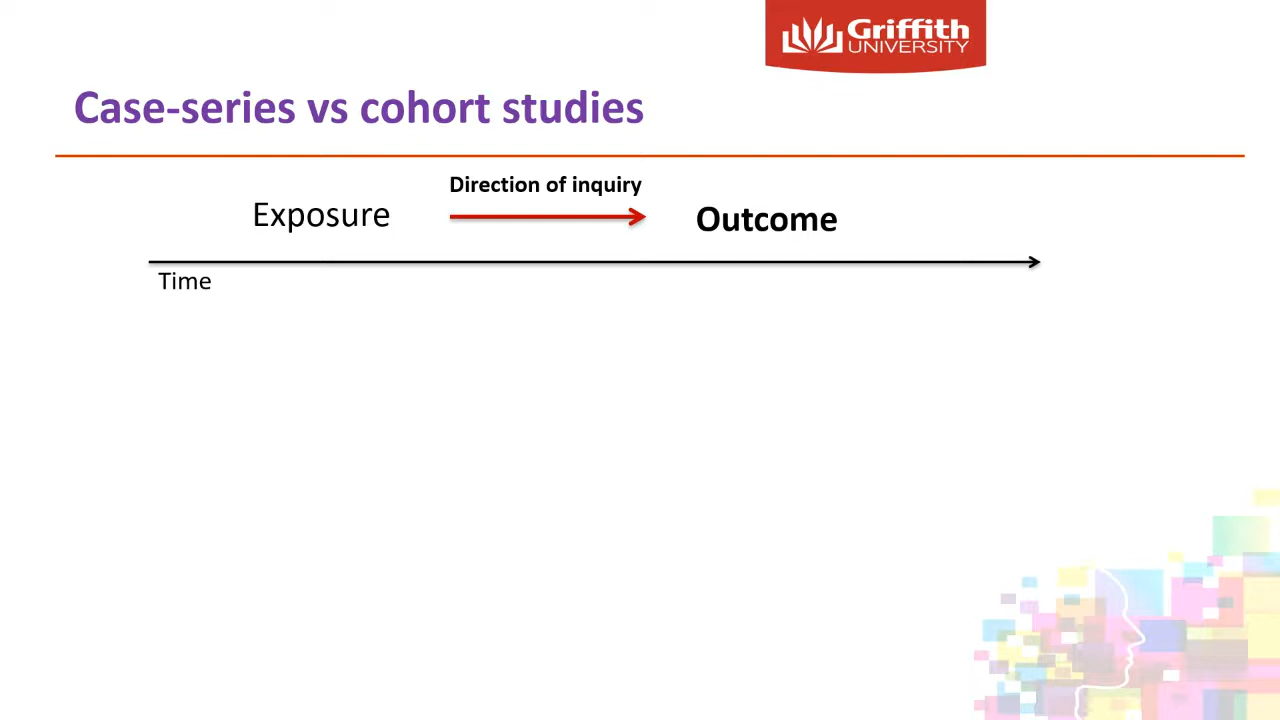 Griffith
UNIVERSITY
Case-series vs cohort studies
Direction of inquiry
Exposure
Outcome
Time